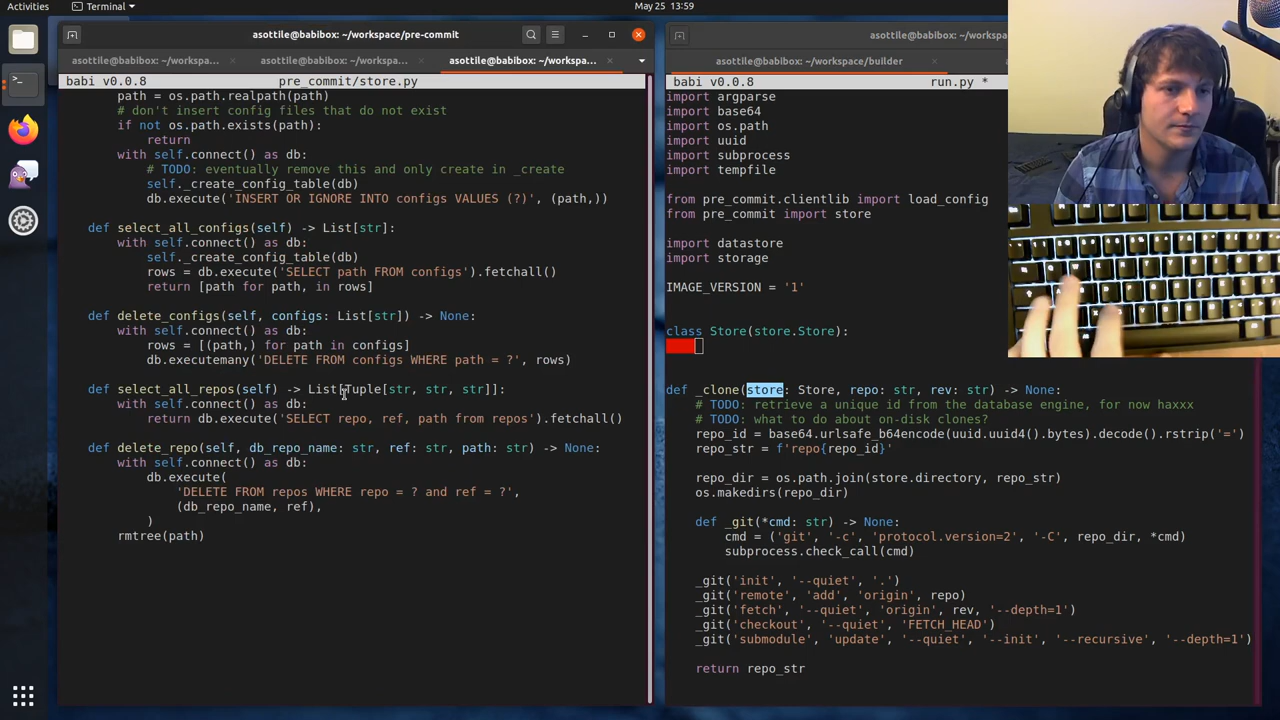 Activities
Terminal
May 25 13:59
asottile@babibox: ~/workspace/pre-commit
asottile@babibox: ~/workspa…
asottile@babibox: ~/workspa…
asottile@babibox: ~/workspa…
babi v0.0.8 pre_commit/store.py
path = os.path.realpath(path)
# don't insert config files that do not exist
if not os.path.exists(path):
return
with self.connect() as db:
# TODO: eventually remove this and only create in _create
self._create_config_table(db)
db.execute('INSERT OR IGNORE INTO configs VALUES (?)', (path,))
def select_all_configs(self) -> List[str]:
with self.connect() as db:
self._create_config_table(db)
rows = db.execute('SELECT path FROM configs').fetchall()
return [path for path, in rows]
def delete_configs(self, configs: List[str]) -> None:
with self.connect() as db:
rows = [(path,) for path in configs]
db.executemany('DELETE FROM configs WHERE path = ?', rows)
def select_all_repos(self) -> List[Tuple[str, str, str]]:
with self.connect() as db:
return db.execute('SELECT repo, ref, path from repos').fetchall()
def delete_repo(self, db_repo_name: str, ref: str, path: str) -> None:
with self.connect() as db:
db.execute(
'DELETE FROM repos WHERE repo = ? and ref = ?',
(db_repo_name, ref),
)
rmtree(path)
asottile@babibox: ~/wo
asottile@babibox: ~/workspace/builder
babi v0.0.8 run.py *
import argparse
import base64
import os.path
import uuid
import subprocess
import tempfile
from pre_commit.clientlib import load_config
from pre_commit import store
import datastore
import storage
IMAGE_VERSION = '1'
class Store(store.Store):
def _clone(store: Store, repo: str, rev: str) -> None:
# TODO: retrieve a unique id from the database engine, for now haxxx
# TODO: what to do about on-disk clones?
repo_id = base64.urlsafe_b64encode(uuid.uuid4().bytes).decode().rstrip('=')
repo_str = f'repo{repo_id}'
repo_dir = os.path.join(store.directory, repo_str)
os.makedirs(repo_dir)
def _git(*cmd: str) -> None:
cmd = ('git', '-c', 'protocol.version=2', '-C', repo_dir, *cmd)
subprocess.check_call(cmd)
_git('init', '--quiet', '.')
_git('remote', 'add', 'origin', repo)
_git('fetch', '--quiet', 'origin', rev, '--depth=1')
_git('checkout', '--quiet', 'FETCH_HEAD')
_git('submodule', 'update', '--quiet', '--init', '--recursive', '--depth=1')
return repo_str